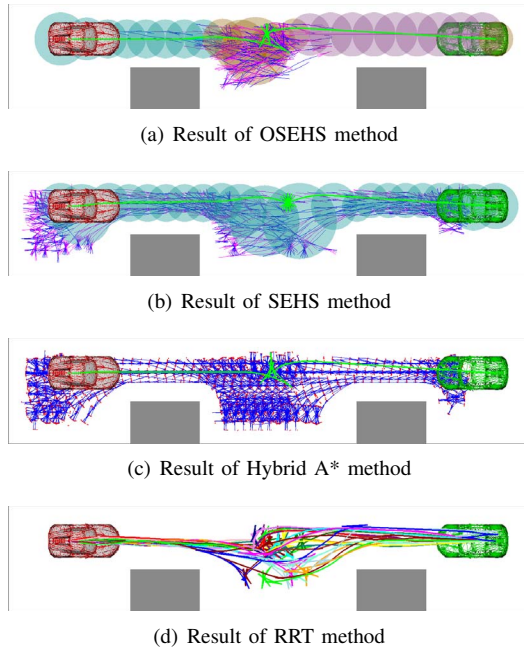 (a) Result of OSEHS method
(b) Result of SEHS method
(c) Result of Hybrid A* method
(d) Result of RRT method